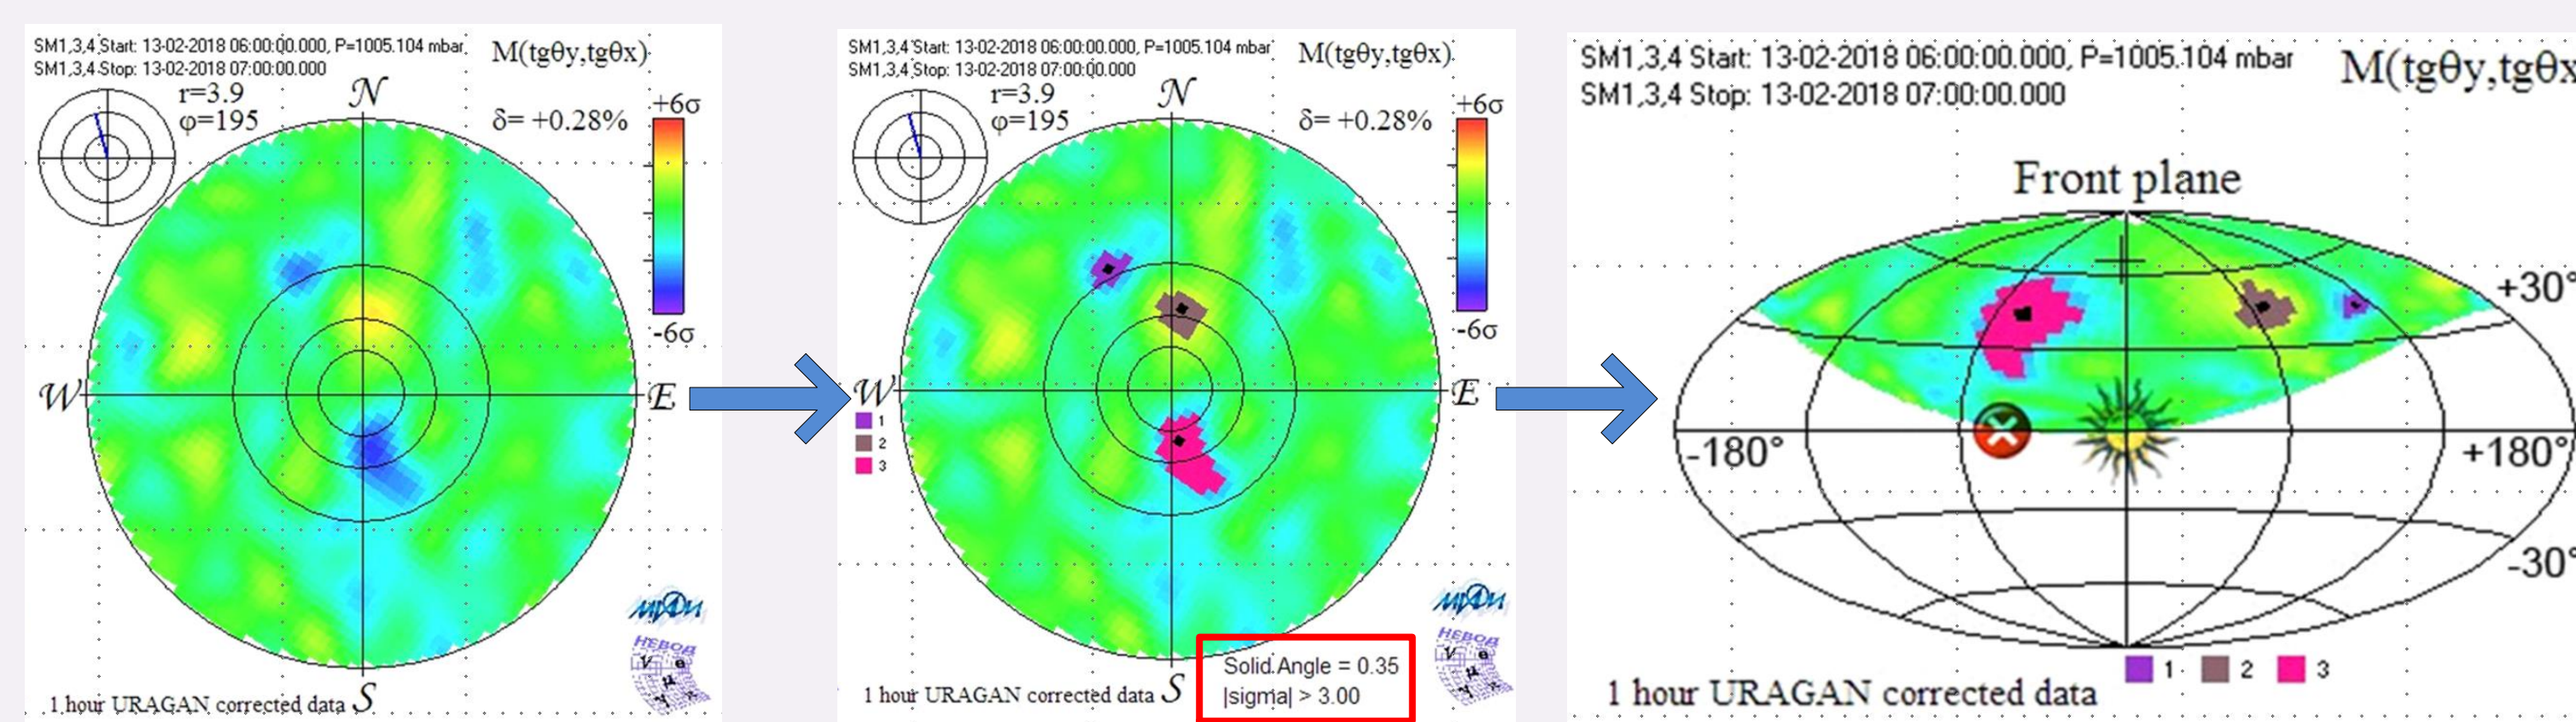 SM1,3,4 Start: 13-02-2018 06:00:00.000, P=1005.104 mbar
SM1,3,4 Stop: 13-02-2018 07:00:00.000
M(tgθy,tgθx)
r=3.9
φ=195
N
δ= +0.28%
+6σ
-6σ
W
E
S
1 hour URAGAN corrected data
МИФИ
НЕВОД
ν e
μ
SM1,3,4 Start: 13-02-2018 06:00:00.000, P=1005.104 mbar
SM1,3,4 Stop: 13-02-2018 07:00:00.000
M(tgθy,tgθx)
r=3.9
φ=195
N
δ= +0.28%
+6σ
-6σ
W
E
1
2
3
S
1 hour URAGAN corrected data
Solid Angle = 0.35
|sigma| > 3.00
МИФИ
НЕВОД
ν e
μ
SM1,3,4 Start: 13-02-2018 06:00:00.000, P=1005.104 mbar
SM1,3,4 Stop: 13-02-2018 07:00:00.000
M(tgθy,tgθx
Front plane
+30°
-180°
+180°
-30°
1 2 3
1 hour URAGAN corrected data